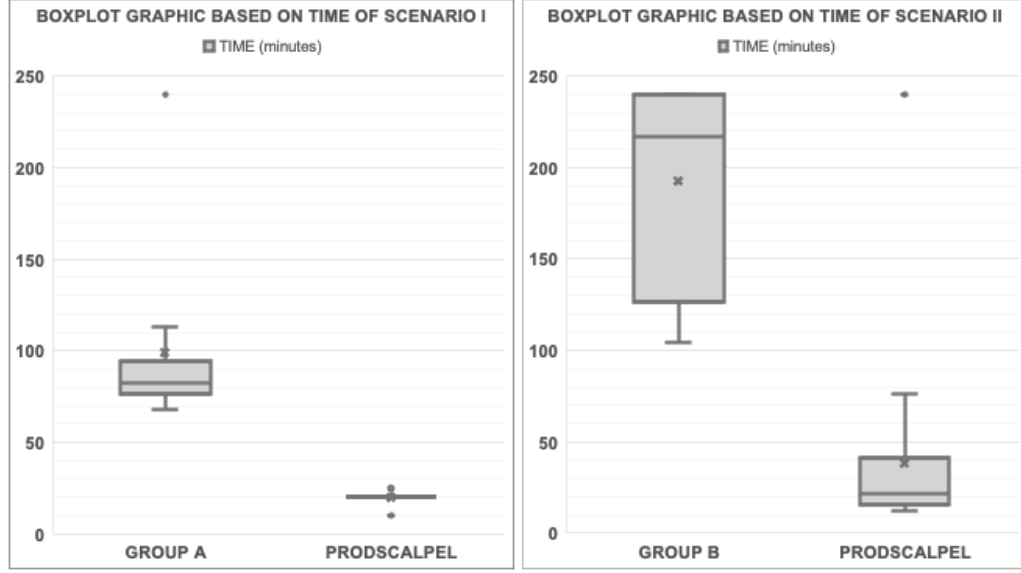 BOXPLOT GRAPHIC BASED ON TIME OF SCENARIO I
TIME (minutes)
250
200
150
100
50
0
GROUP A
PRODSCALPEL
BOXPLOT GRAPHIC BASED ON TIME OF SCENARIO II
TIME (minutes)
250
200
150
100
50
0
GROUP B
PRODSCALPEL